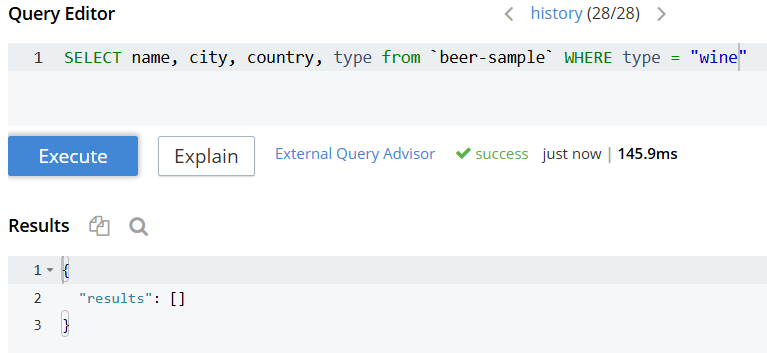 Query Editor
history (28/28)
1 SELECT name, city, country, type from `beer-sample` WHERE type = "wine"
Execute Explain External Query Advisor success just now | 145.9ms
Results
1 {
2 "results": []
3 }